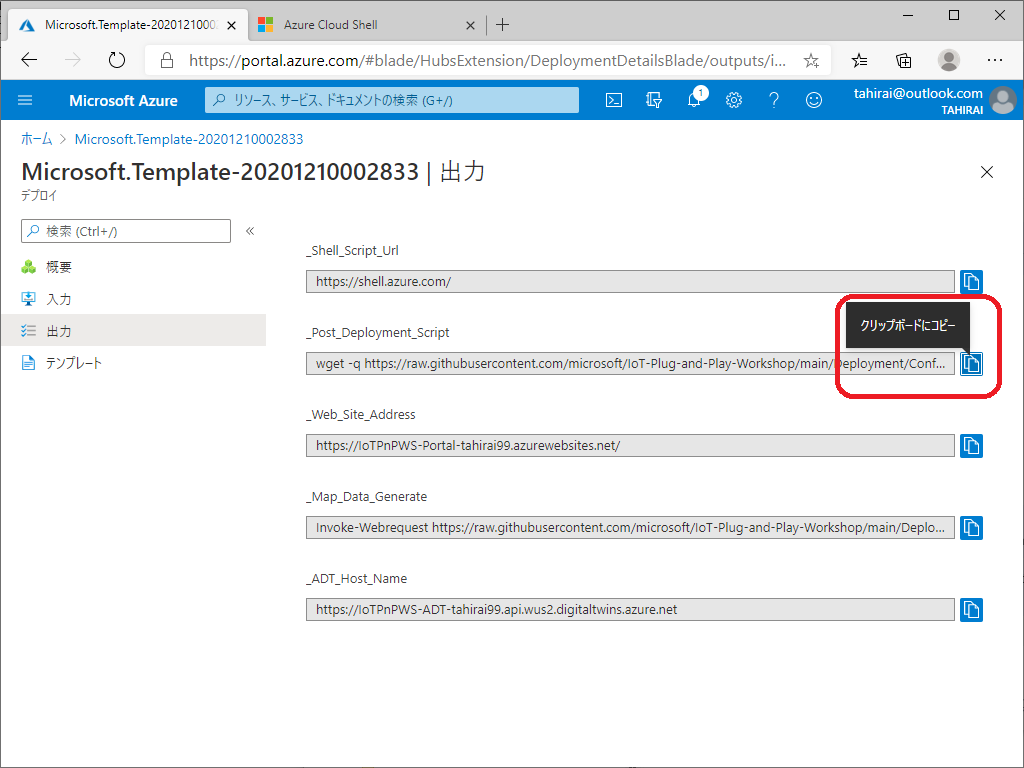 Microsoft.Template-20201210002
Azure Cloud Shell
https://portal.azure.com/#blade/HubsExtension/DeploymentDetailsBlade/outputs/i...
Microsoft Azure
リソース、サービス、ドキュメントの検索 (G+/)
1
tahirai@outlook.com
TAHIRAI
ホーム > Microsoft.Template-20201210002833
Microsoft.Template-20201210002833 | 出力
デプロイ
検索 (Ctrl+/)
«
概要
入力
出力
テンプレート
_Shell_Script_Url
https://shell.azure.com/
_Post_Deployment_Script
クリップボードにコピー
wget -q https://raw.githubusercontent.com/microsoft/IoT-Plug-and-Play-Workshop/main/Deployment/Conf...
_Web_Site_Address
https://IoTPnPWS-Portal-tahirai99.azurewebsites.net/
_Map_Data_Generate
Invoke-Webrequest https://raw.githubusercontent.com/microsoft/IoT-Plug-and-Play-Workshop/main/Deplo...
_ADT_Host_Name
https://IoTPnPWS-ADT-tahirai99.api.wus2.digitaltwins.azure.net